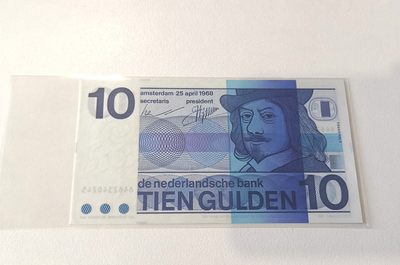 10
amsterdam 25 april 1968
secretaris president
de nederlandsche bank
TIEN GULDEN 10